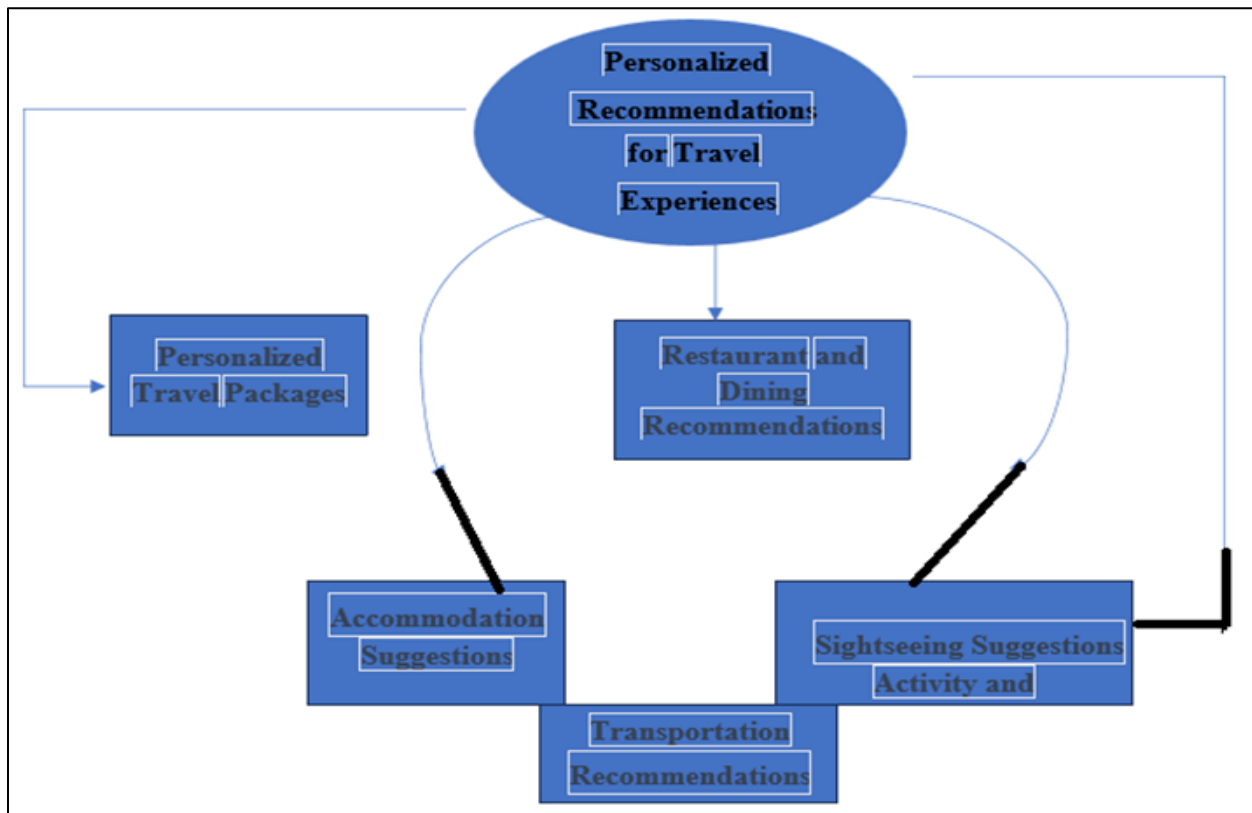 Personalized
Recommendations
for Travel
Experiences
Personalized
Travel Packages
Restaurant and
Dining
Recommendations
Accommodation
Suggestions
Sightseeing Suggestions
Activity and
Transportation
Recommendations